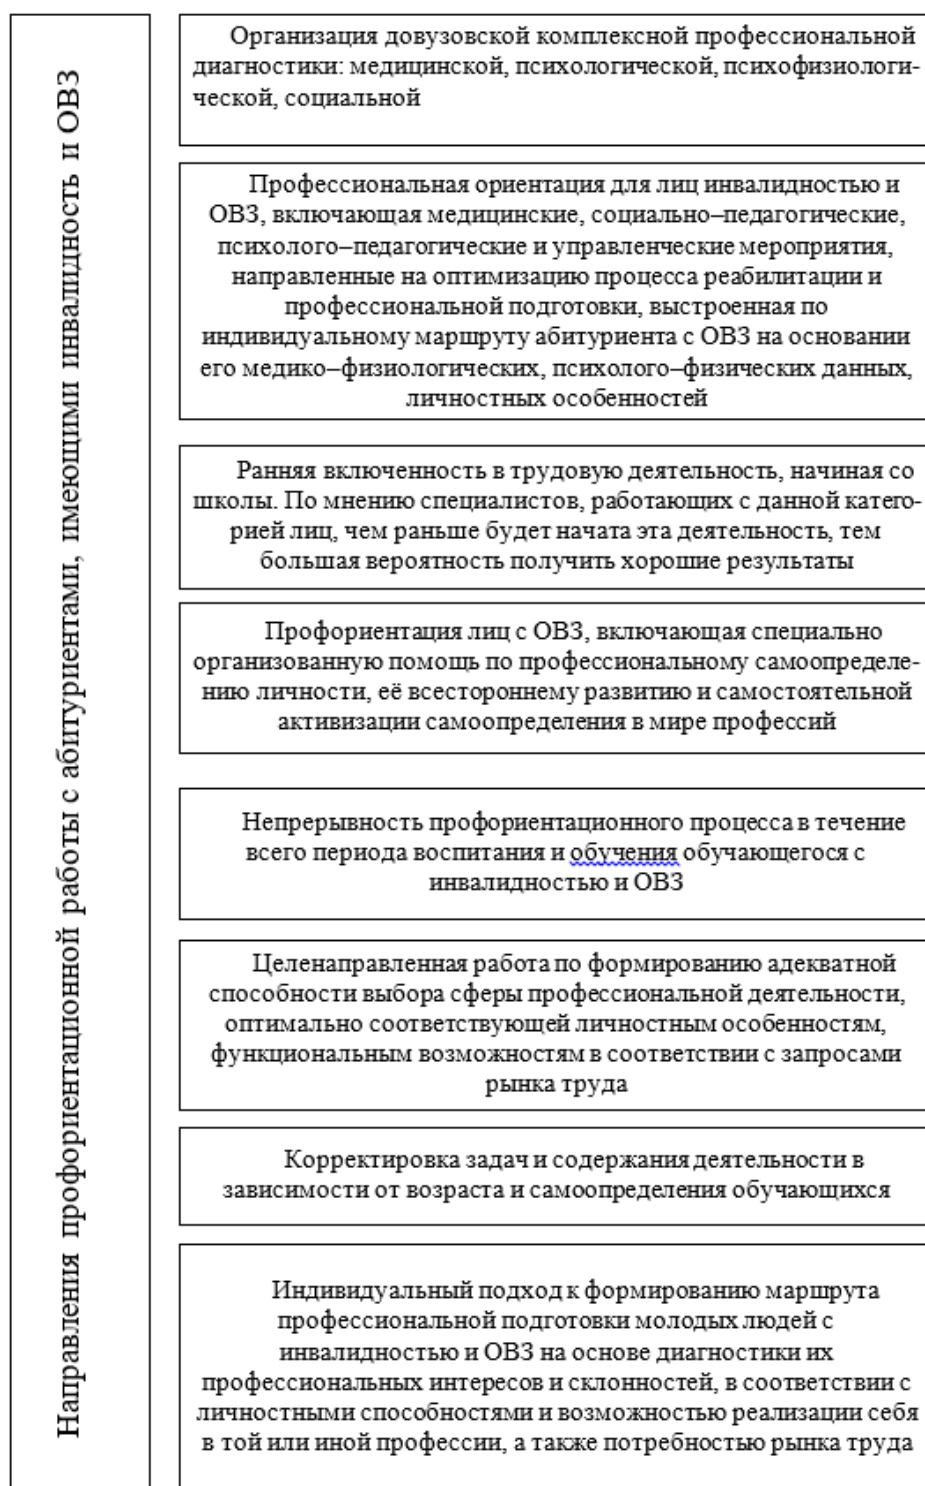 Направления профориентационной работы с абитуриентами, имеющими инвалидность и ОВЗ
Организация довузовской комплексной профессиональной
диагностики: медицинской, психологической, психофизиологи-
ческой, социальной
Профессиональная ориентация для лиц инвалидностью и
ОВЗ, включающая медицинские, социально–педагогические,
психолого–педагогические и управленческие мероприятия,
направленные на оптимизацию процесса реабилитации и
профессиональной подготовки, выстроенная по
индивидуальному маршруту абитуриента с ОВЗ на основании
его медико–физиологических, психолого–физических данных,
личностных особенностей
Ранняя включенность в трудовую деятельность, начиная со
школы. По мнению специалистов, работающих с данной катего-
рией лиц, чем раньше будет начата эта деятельность, тем
большая вероятность получить хорошие результаты
Профориентация лиц с ОВЗ, включающая специально
организованную помощь по профессиональному самоопределе-
нию личности, её всестороннему развитию и самостоятельной
активизации самоопределения в мире профессий
Непрерывность профориентационного процесса в течение
всего периода воспитания и обучения обучающегося с
инвалидностью и ОВЗ
Целенаправленная работа по формированию адекватной
способности выбора сферы профессиональной деятельности,
оптимально соответствующей личностным особенностям,
функциональным возможностям в соответствии с запросами
рынка труда
Корректировка задач и содержания деятельности в
зависимости от возраста и самоопределения обучающихся
Индивидуальный подход к формированию маршрута
профессиональной подготовки молодых людей с
инвалидностью и ОВЗ на основе диагностики их
профессиональных интересов и склонностей, в соответствии с
личностными способностями и возможностью реализации себя
в той или иной профессии, а также потребностью рынка труда